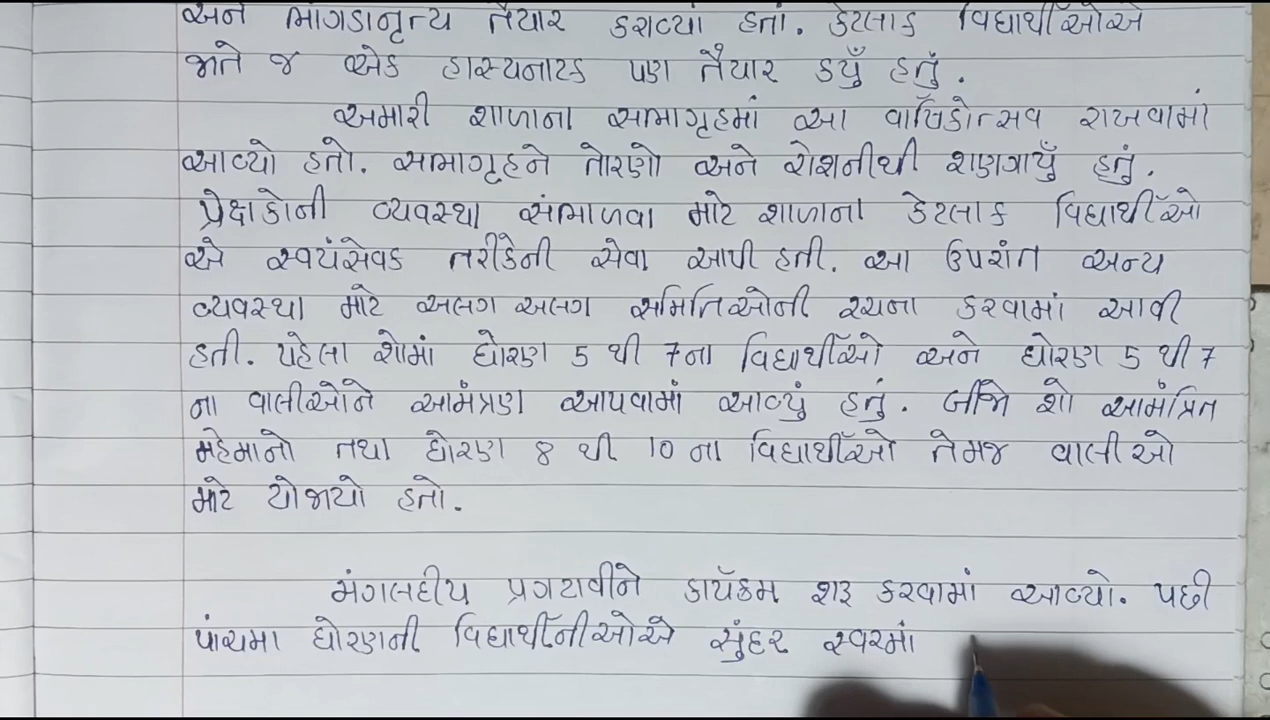 અને ભાંગડાનૃત્ય તૈયાર કરાવ્યાં હતાં. કેટલાક વિદ્યાર્થીઓએ
જાતે જ એક હાસ્યનાટક પણ તૈયાર કર્યું હતું.
અમારી શાળાના સભાગૃહમાં આ વાર્ષિકોત્સવ રાખવામાં
આવ્યો હતો. સભાગૃહને તોરણો અને રોશનીથી શણગાર્યું હતું.
પ્રેક્ષાકોની વ્યવસ્થા સંભાળવા માટે શાળાના કેટલાક વિદ્યાર્થીઓ
એ સ્વયંસેવક તરીકેની સેવા આપી હતી. આ ઉપરાંત અન્ય
વ્યવસ્થા માટે અલગ અલગ સમિતિઓની રચના કરવામાં આવી
હતી. પહેલા શોમાં ધોરણ 5 થી 7ના વિદ્યાર્થીઓ અને ધોરણ 5 થી 7
ના વાલીઓને આમંત્રણ આપવામાં આવ્યું હતું. બીજો શો આમંત્રિત
મહેમાનો તથા ધોરણ 8 થી 10 ના વિદ્યાર્થીઓ તેમજ વાલીઓ
માટે યોજાયો હતો.
મંગલદીપ પ્રગટાવીને કાર્યક્રમ શરૂ કરવામાં આવ્યો. પછી
પાંચમા ધોરણની વિદ્યાર્થીનીઓએ સુંદર સ્વરમાં